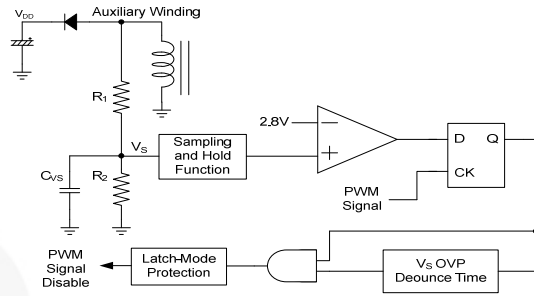 Auxiliary Winding
VDD
R1
2.8V
VS
Sampling
and Hold
Function
D Q
CVS
R2
CK
PWM
Signal
PWM
Signal
Disable
Latch-Mode
Protection
VS OVP
Deounce Time